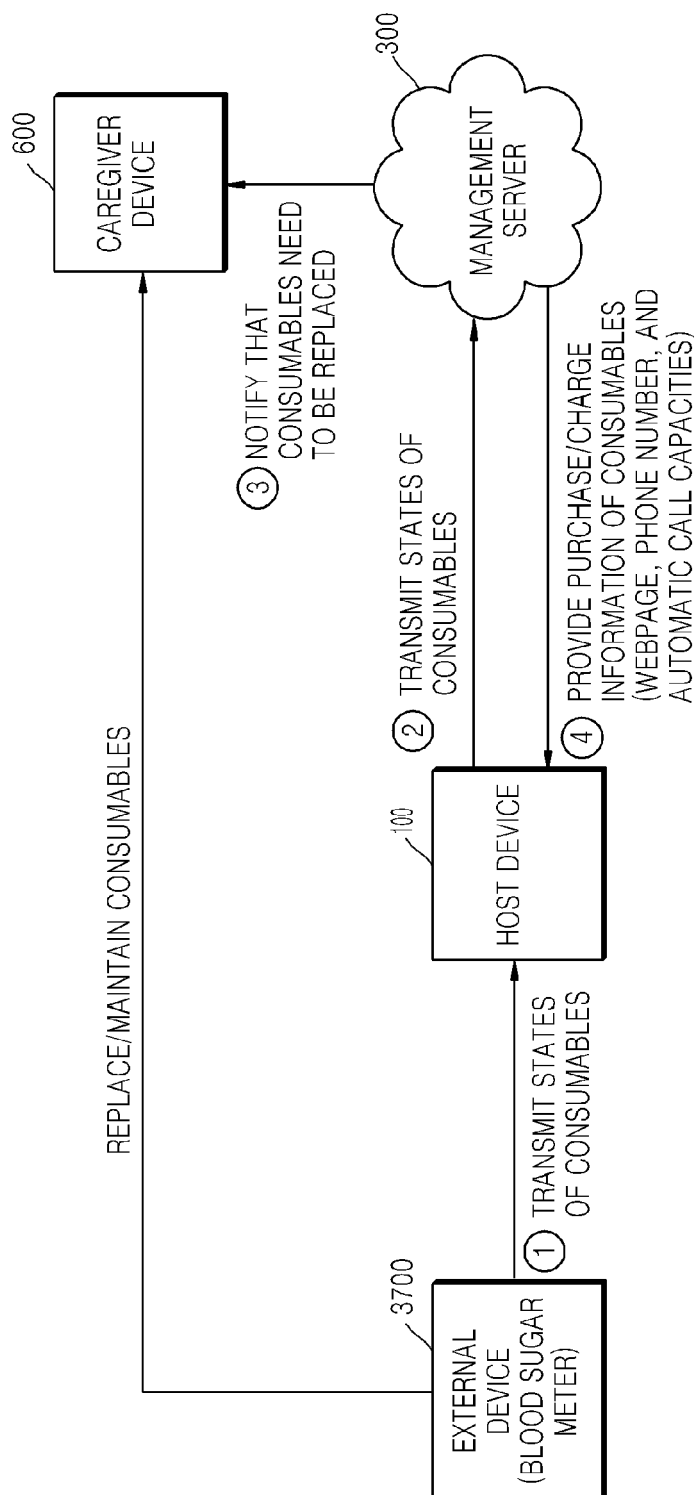 600
CAREGIVER
DEVICE
300
MANAGEMENT
SERVER
3 NOTIFY THAT
CONSUMABLES NEED
TO BE REPLACED
REPLACE/MAINTAIN CONSUMABLES
2 TRANSMIT STATES OF
CONSUMABLES
4 PROVIDE PURCHASE/CHARGE
INFORMATION OF CONSUMABLES
(WEBPAGE, PHONE NUMBER, AND
AUTOMATIC CALL CAPACITIES)
100
HOST DEVICE
1 TRANSMIT STATES
OF CONSUMABLES
3700
EXTERNAL
DEVICE
(BLOOD SUGAR
METER)